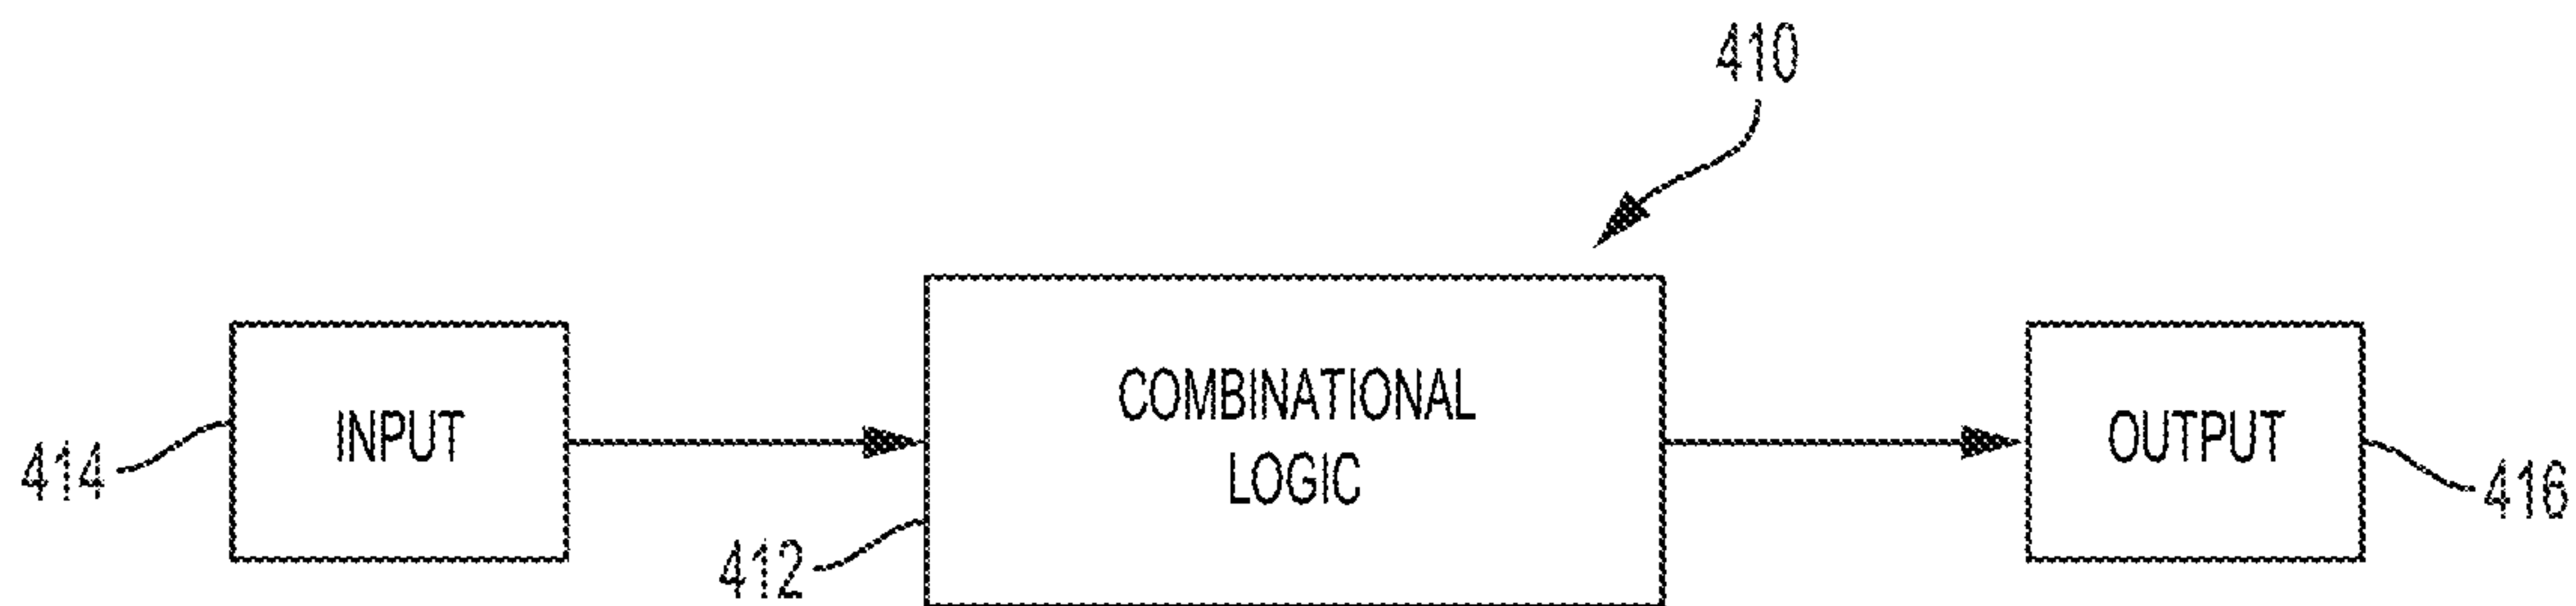 410
INPUT
COMBINATIONAL
LOGIC
OUTPUT
414
412
416